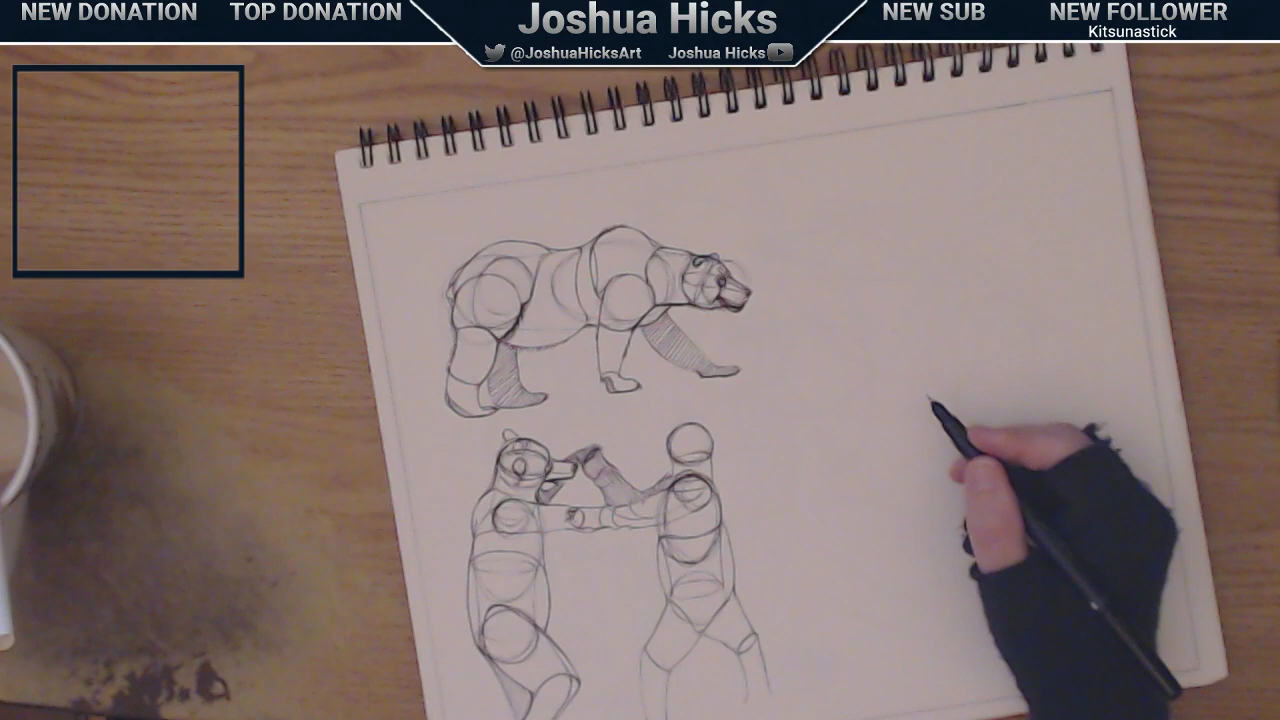 NEW DONATION
TOP DONATION
Joshua Hicks
@JoshuaHicksArt
Joshua Hicks
NEW SUB
NEW FOLLOWER
Kitsunastick